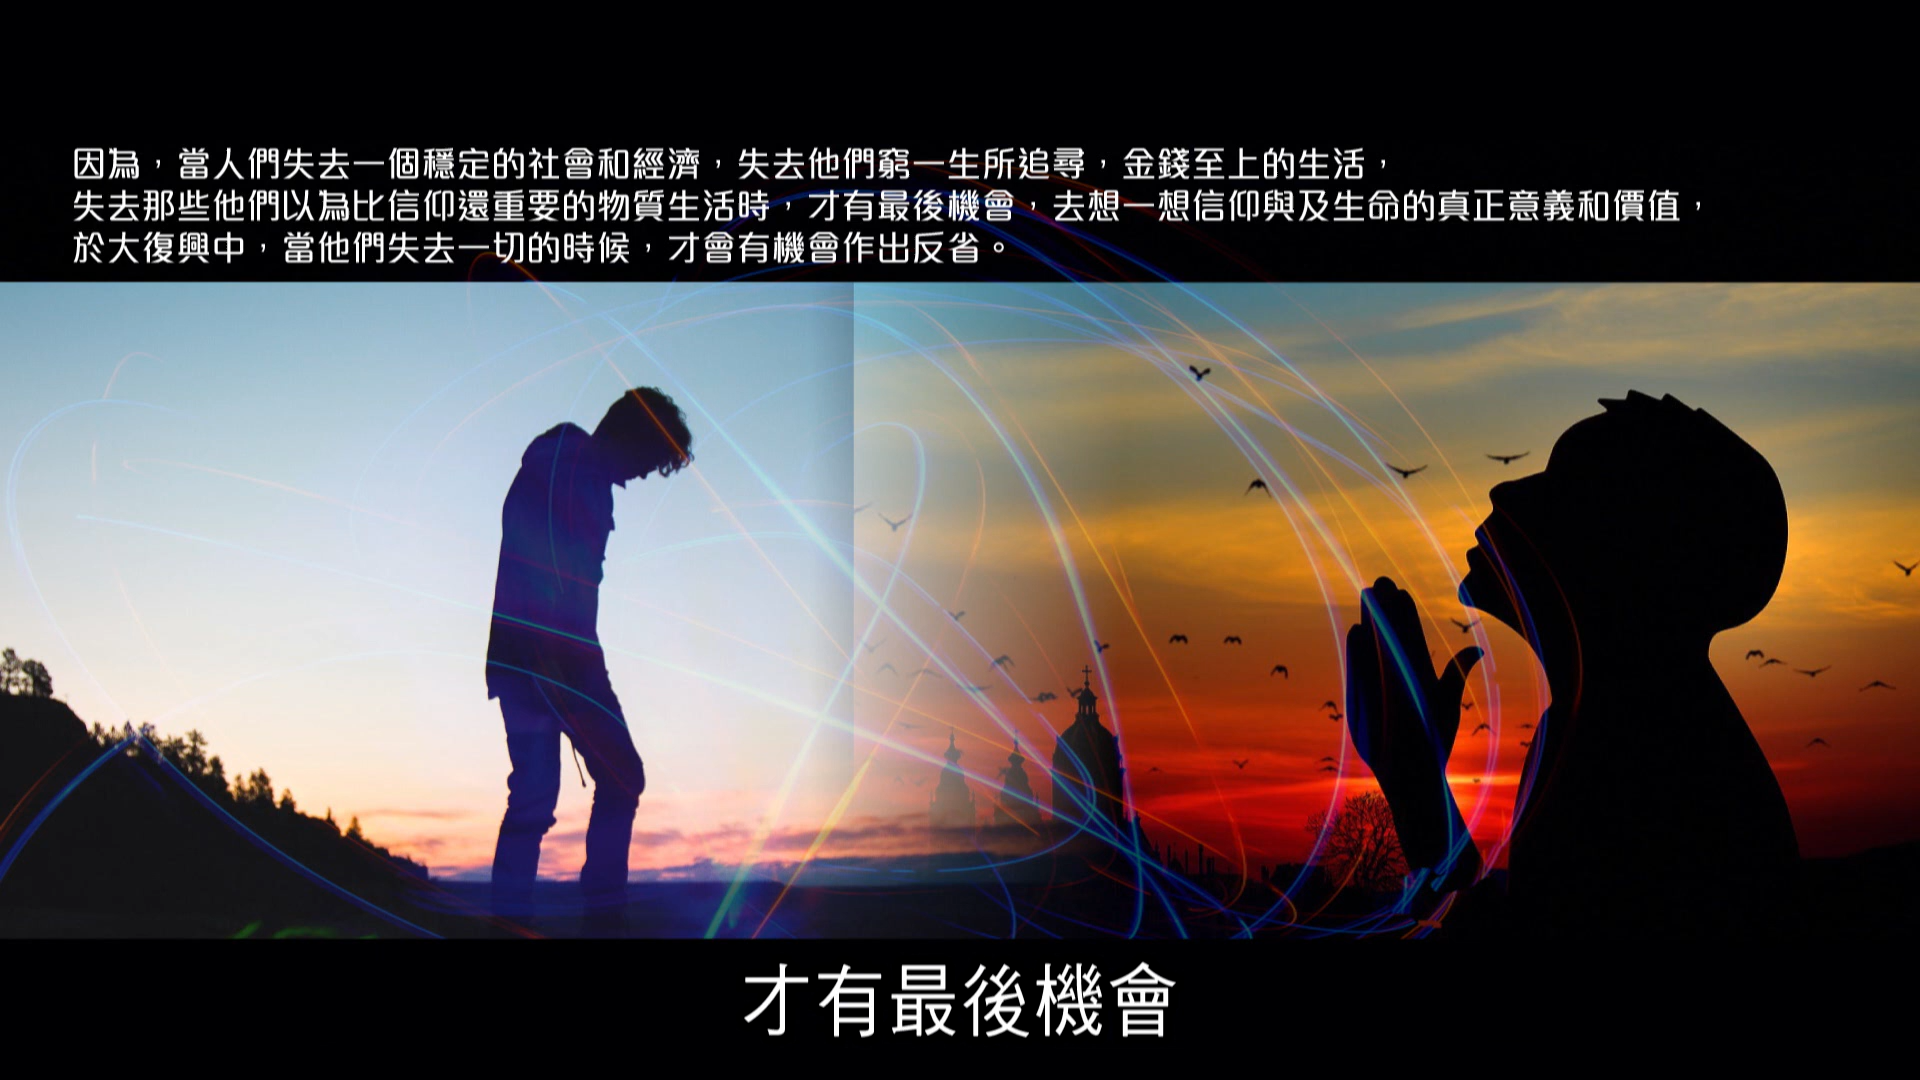 因為，當人們失去一個穩定的社會和經濟，失去他們窮一生所追尋，金錢至上的生活，
失去那些他們以為比信仰還重要的物質生活時，才有最後機會，去想一想信仰與及生命的真正意義和價值，
於大復興中，當他們失去一切的時候，才會有機會作出反省。
才有最後機會